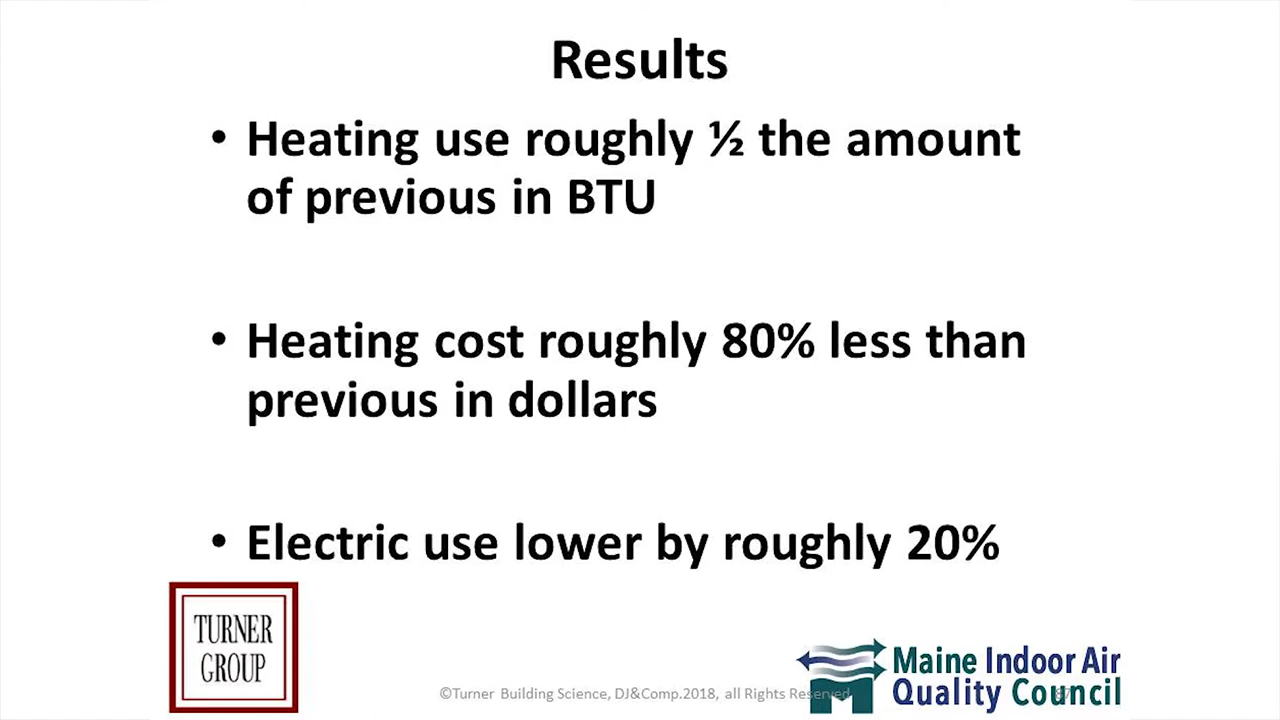 Results
• Heating use roughly ½ the amount
of previous in BTU
• Heating cost roughly 80% less than
previous in dollars
• Electric use lower by roughly 20%
TURNER
GROUP
Maine Indoor Air
Quality Council
©Turner Building Science, DJ&Comp.2018, all Rights Reserved
87